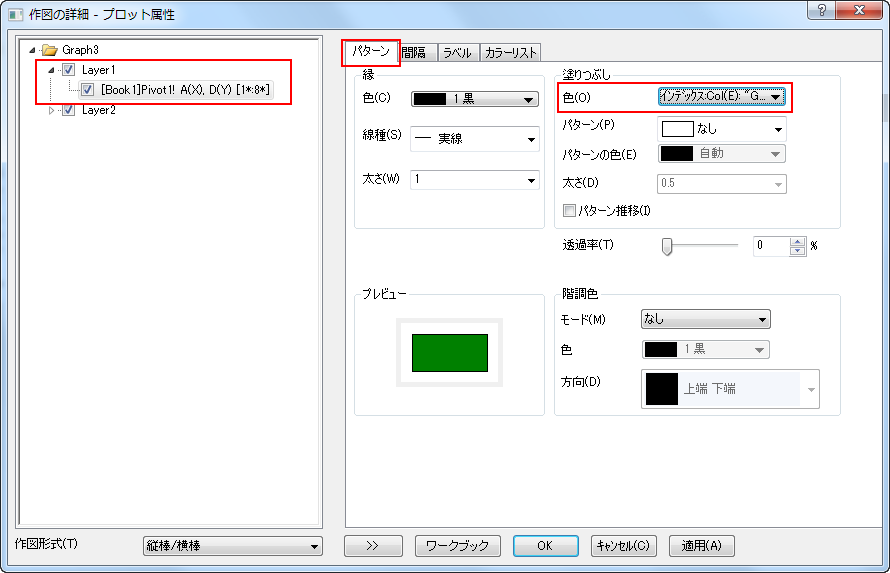 作図の詳細 - プロット属性
Graph3
Layer1
[Book1]Pivot1! A(X), D(Y) [1*:8*]
Layer2
作図形式(T)
縦棒/横棒
パターン
間隔
ラベル
カラーリスト
縁
色(C)
1 黒
線種(S)
実線
太さ(W)
1
塗りつぶし
色(O)
インデックス:Col(E): "G...
パターン(P)
なし
パターンの色(E)
自動
太さ(D)
0.5
パターン推移(I)
透過率(T)
0
%
プレビュー
階調色
モード(M)
なし
色
1 黒
方向(D)
上端 下端
>>
ワークブック
OK
キャンセル(C)
適用(A)